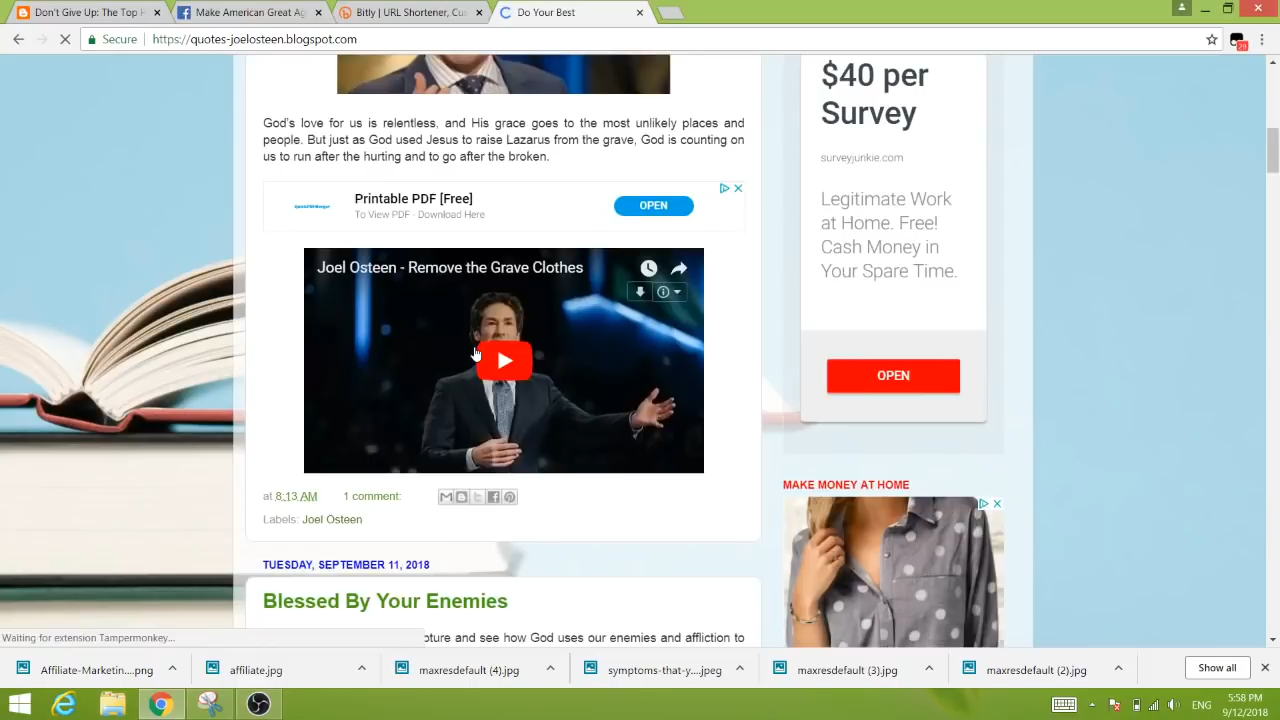 Don't Give Up The Top R
Make American Great Aga
Bitly | The URL Shortener, Cus
Do Your Best
Secure
https://quotes-joelosteen.blogspot.com
29
God's love for us is relentless, and His grace goes to the most unlikely places and
people. But just as God used Jesus to raise Lazarus from the grave, God is counting on
us to run after the hurting and to go after the broken.
Printable PDF [Free]
To View PDF · Download Here
OPEN
Joel Osteen - Remove the Grave Clothes
at 8:13 AM
1 comment:
Labels: Joel Osteen
TUESDAY, SEPTEMBER 11, 2018
Blessed By Your Enemies
pture and see how God uses our enemies and affliction to
$40 per
Survey
surveyjunkie.com
Legitimate Work
at Home. Free!
Cash Money in
Your Spare Time.
OPEN
MAKE MONEY AT HOME
Waiting for extension Tampermonkey...
Affiliate-Marketin....png
affiliate.jpg
maxresdefault (4).jpg
symptoms-that-y....jpeg
maxresdefault (3).jpg
maxresdefault (2).jpg
Show all
ENG
5:58 PM
9/12/2018